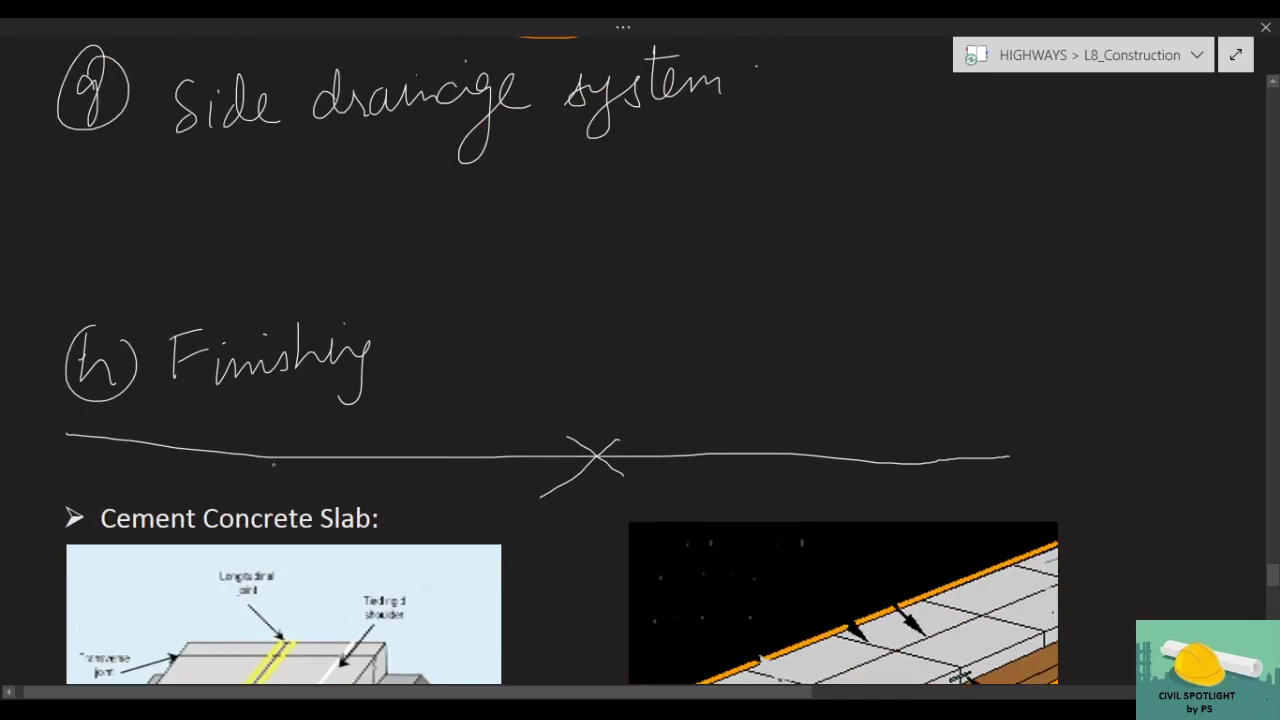 HIGHWAYS > L8_Construction
g Side drainage system
h Finishing
➢ Cement Concrete Slab:
Longitudinal
joint
Tied rigid
shoulder
Transverse
joint
CIVIL SPOTLIGHT
by PS